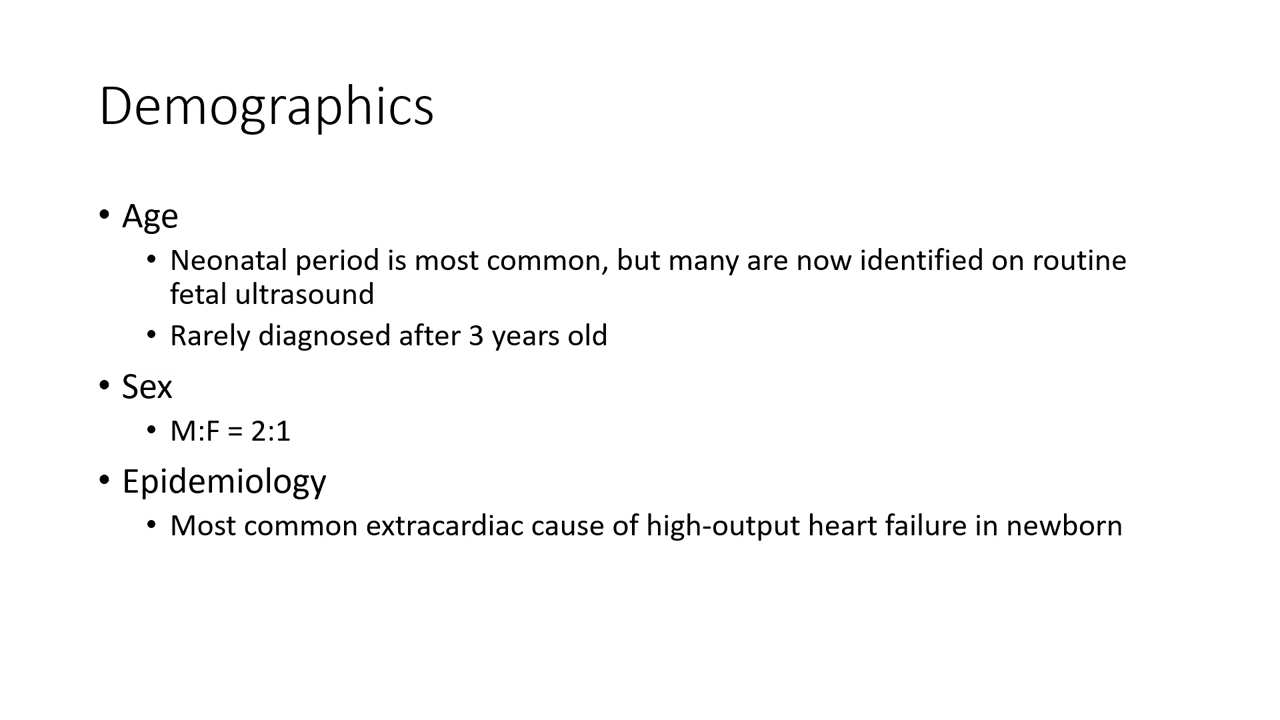 Demographics
• Age
• Neonatal period is most common, but many are now identified on routine
fetal ultrasound
• Rarely diagnosed after 3 years old
• Sex
• M:F = 2:1
• Epidemiology
• Most common extracardiac cause of high-output heart failure in newborn